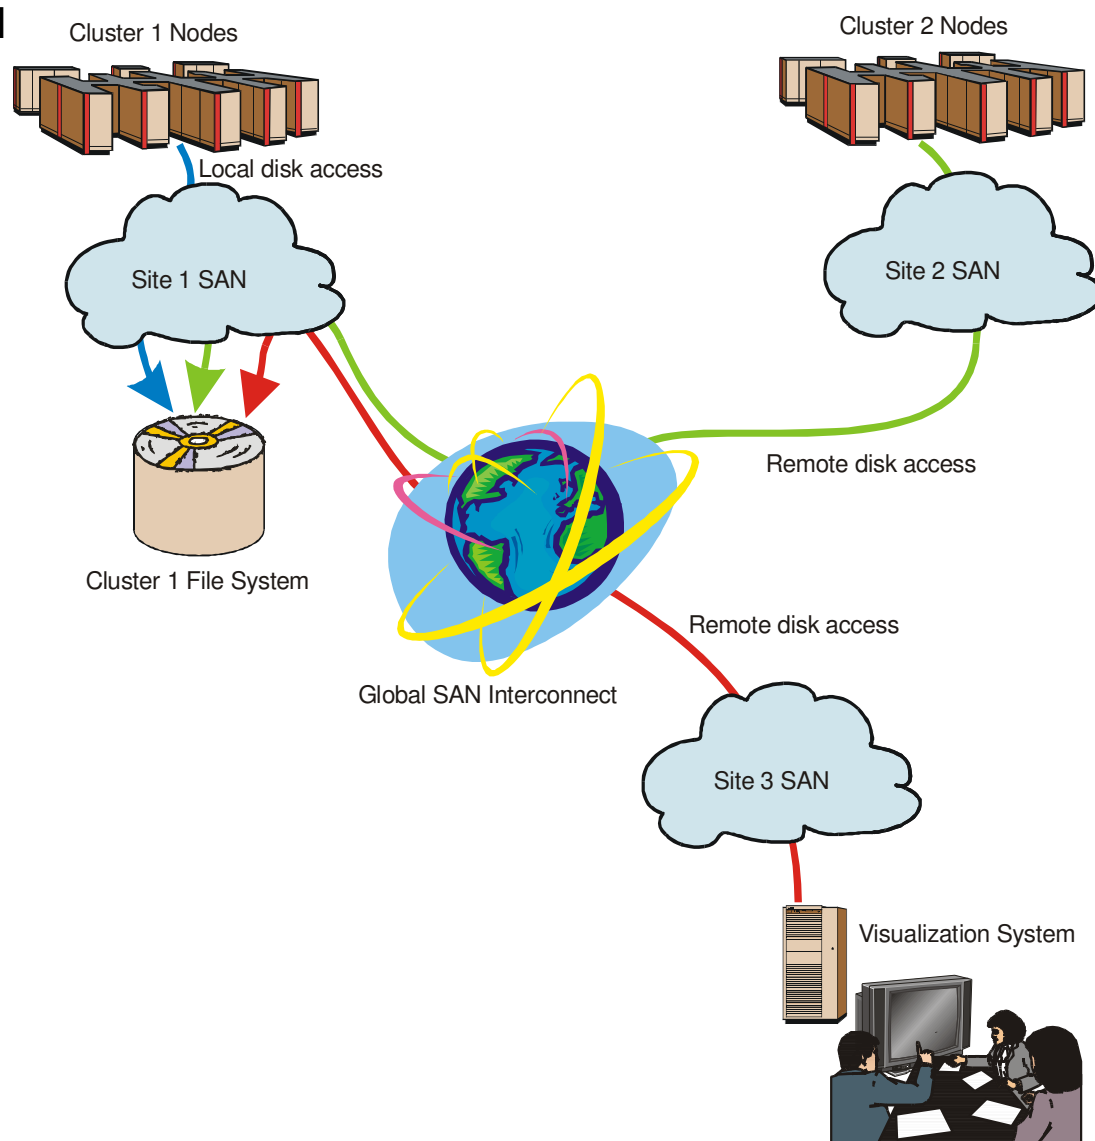 Cluster 1 Nodes
Cluster 2 Nodes
Local disk access
Site 1 SAN
Site 2 SAN
Remote disk access
Cluster 1 File System
Remote disk access
Global SAN Interconnect
Site 3 SAN
Visualization System